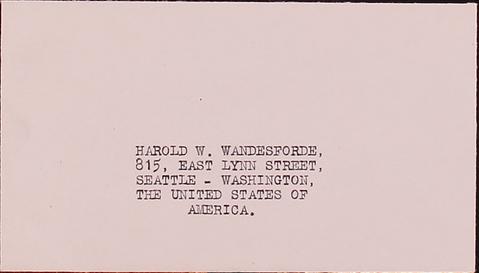 HAROLD W. WANDESFORDE,
815, EAST LYNN STREET,
SEATTLE - WASHINGTON,
THE UNITED STATES OF
AMERICA.